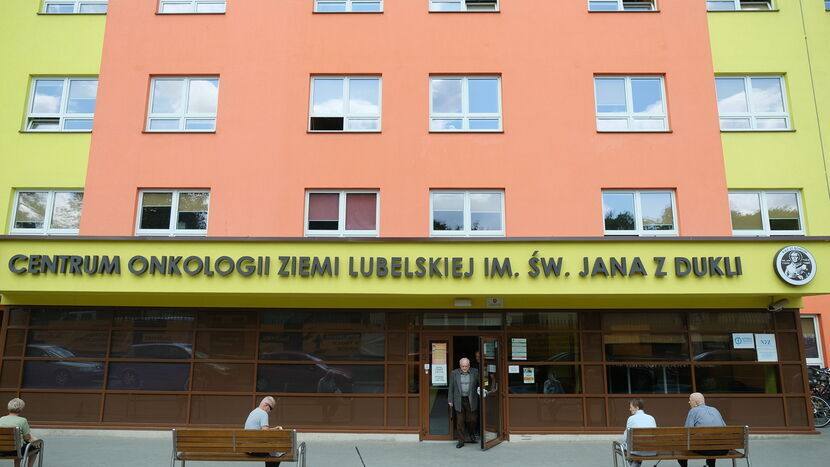 CENTRUM ONKOLOGII ZIEMI LUBELSKIEJ IM. ŚW. JANA Z DUKLI